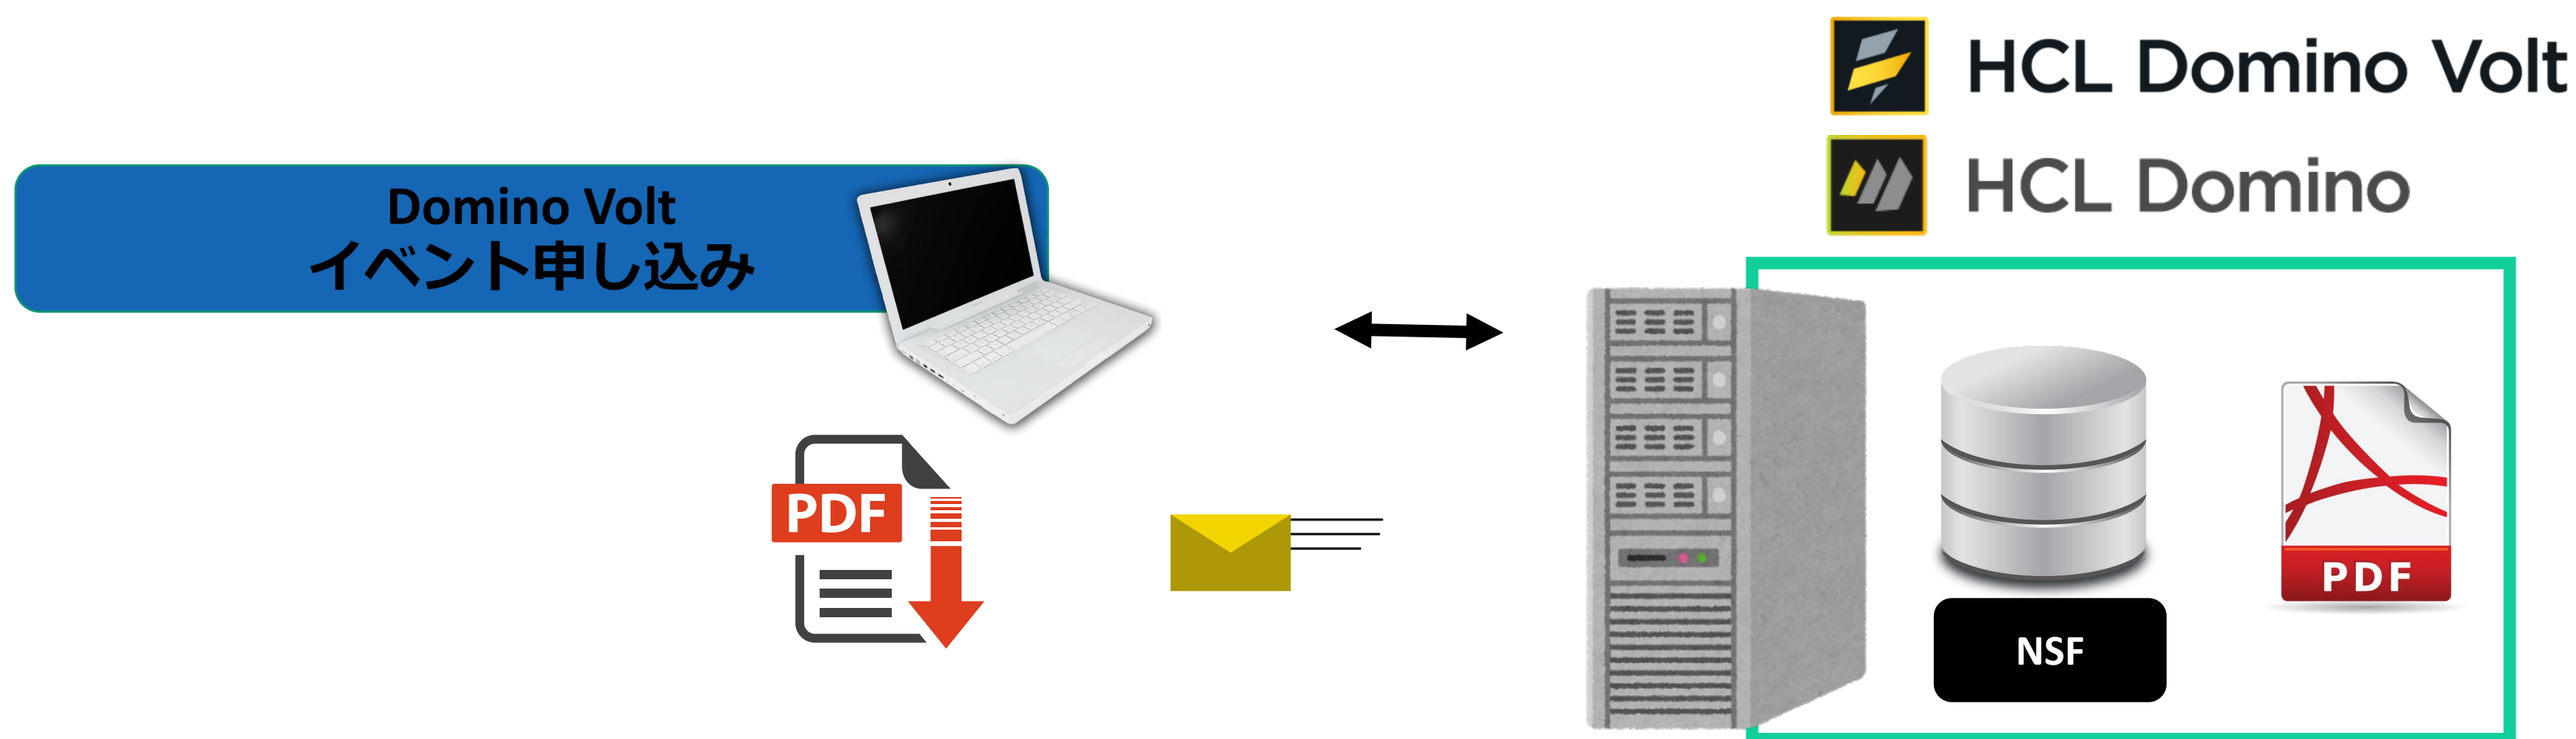 HCL Domino Volt
HCL Domino
Domino Volt
イベント申し込み
PDF
NSF
PDF